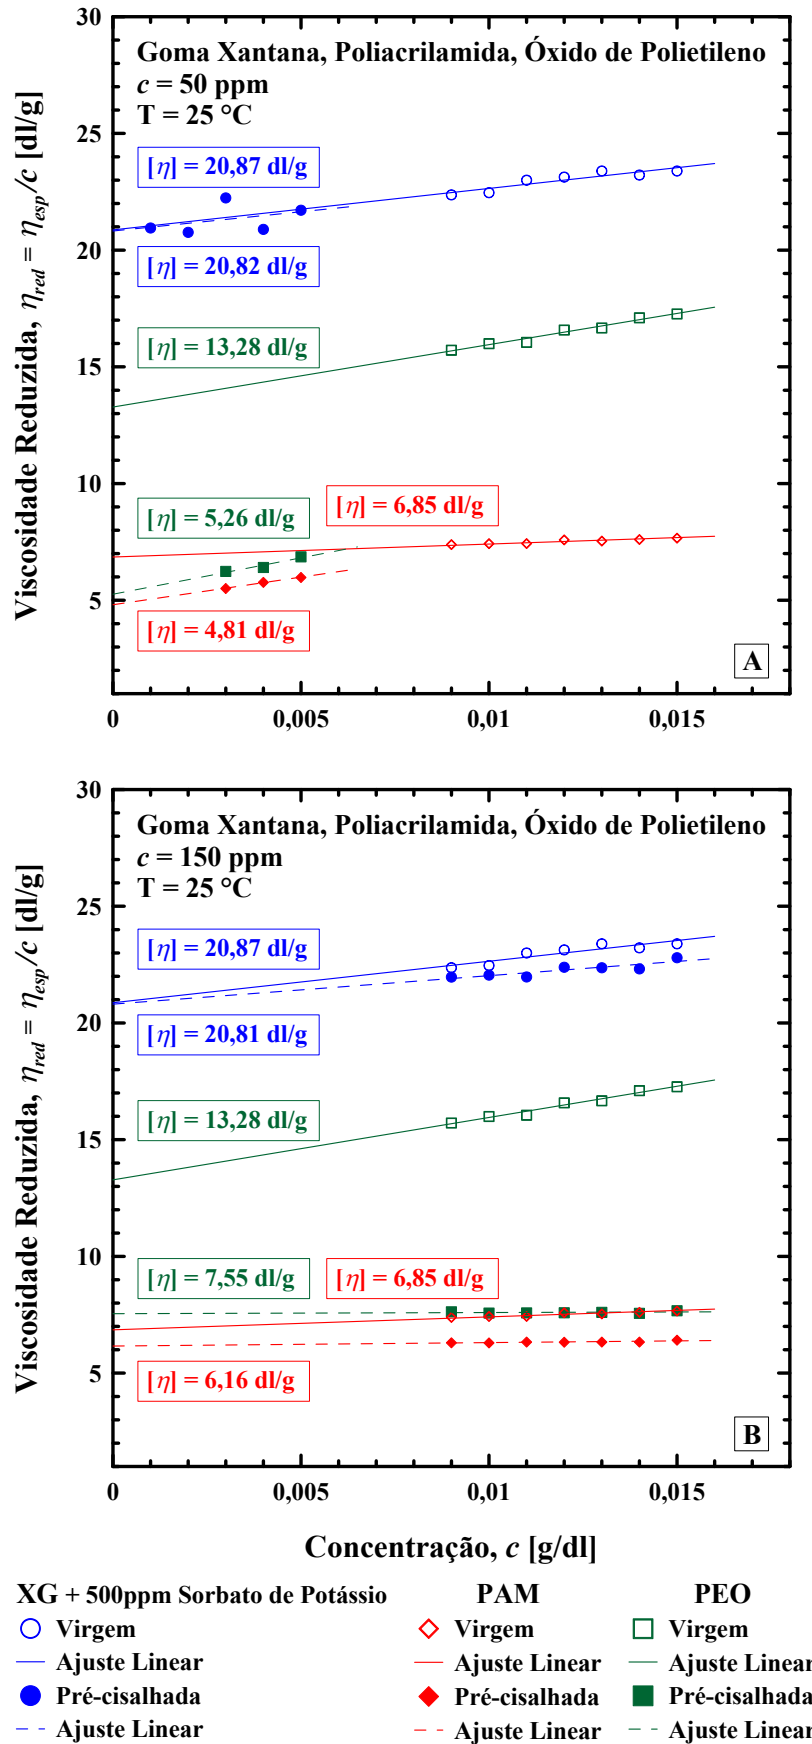 30
Goma Xantana, Poliacrilamida, Óxido de Polietileno
c = 50 ppm
T = 25 °C
25
[η] = 20,87 dl/g
20
[η] = 20,82 dl/g
15
[η] = 13,28 dl/g
10
[η] = 5,26 dl/g
[η] = 6,85 dl/g
5
[η] = 4,81 dl/g
A
0 0,005 0,01 0,015
Viscosidade Reduzida, ηred = ηesp/c [dl/g]
30
Goma Xantana, Poliacrilamida, Óxido de Polietileno
c = 150 ppm
T = 25 °C
25
[η] = 20,87 dl/g
20
[η] = 20,81 dl/g
15
[η] = 13,28 dl/g
10
[η] = 7,55 dl/g
[η] = 6,85 dl/g
5
[η] = 6,16 dl/g
B
0 0,005 0,01 0,015
Viscosidade Reduzida, ηred = ηesp/c [dl/g]
Concentração, c [g/dl]
XG + 500ppm Sorbato de Potássio PAM PEO
Virgem Virgem Virgem
Ajuste Linear Ajuste Linear Ajuste Linear
Pré-cisalhada Pré-cisalhada Pré-cisalhada
Ajuste Linear Ajuste Linear Ajuste Linear